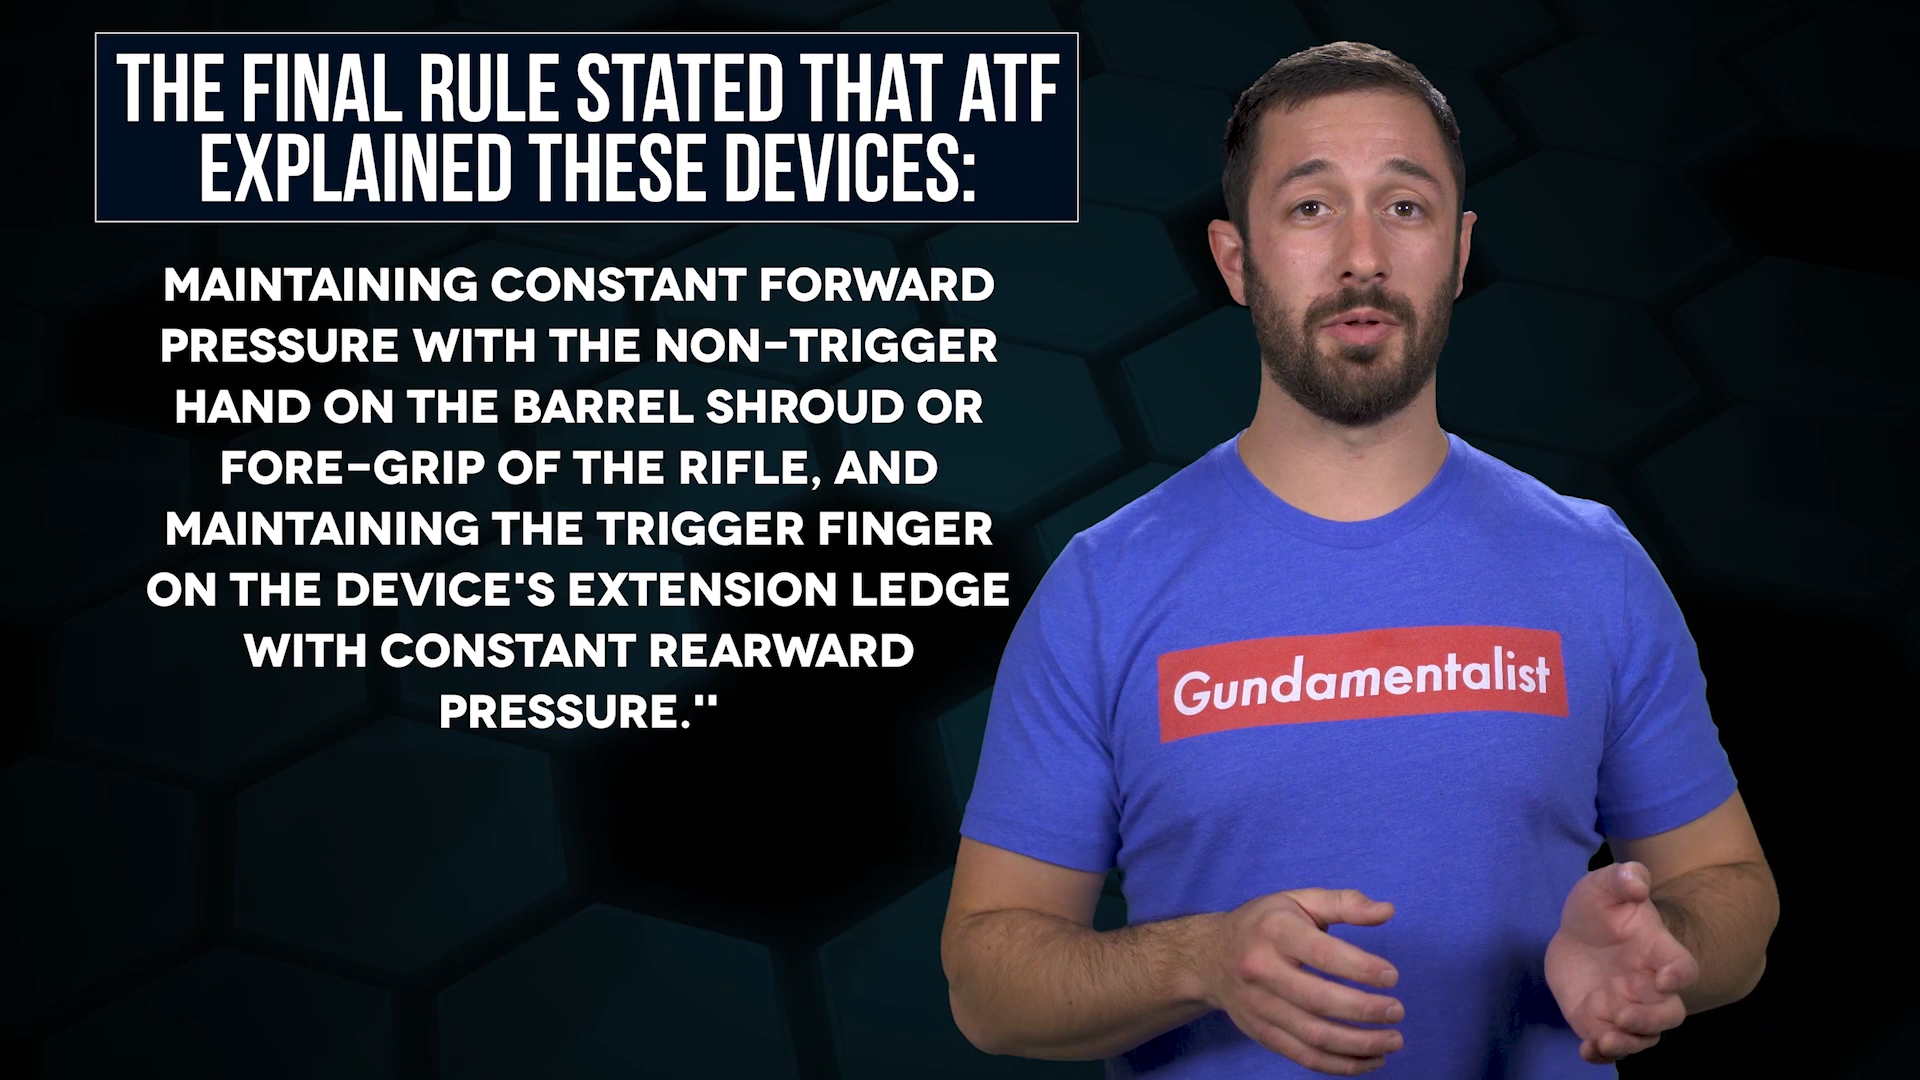 THE FINAL RULE STATED THAT ATF
EXPLAINED THESE DEVICES:
MAINTAINING CONSTANT FORWARD
PRESSURE WITH THE NON-TRIGGER
HAND ON THE BARREL SHROUD OR
FORE-GRIP OF THE RIFLE, AND
MAINTAINING THE TRIGGER FINGER
ON THE DEVICE'S EXTENSION LEDGE
WITH CONSTANT REARWARD
PRESSURE."
Gundamentalist